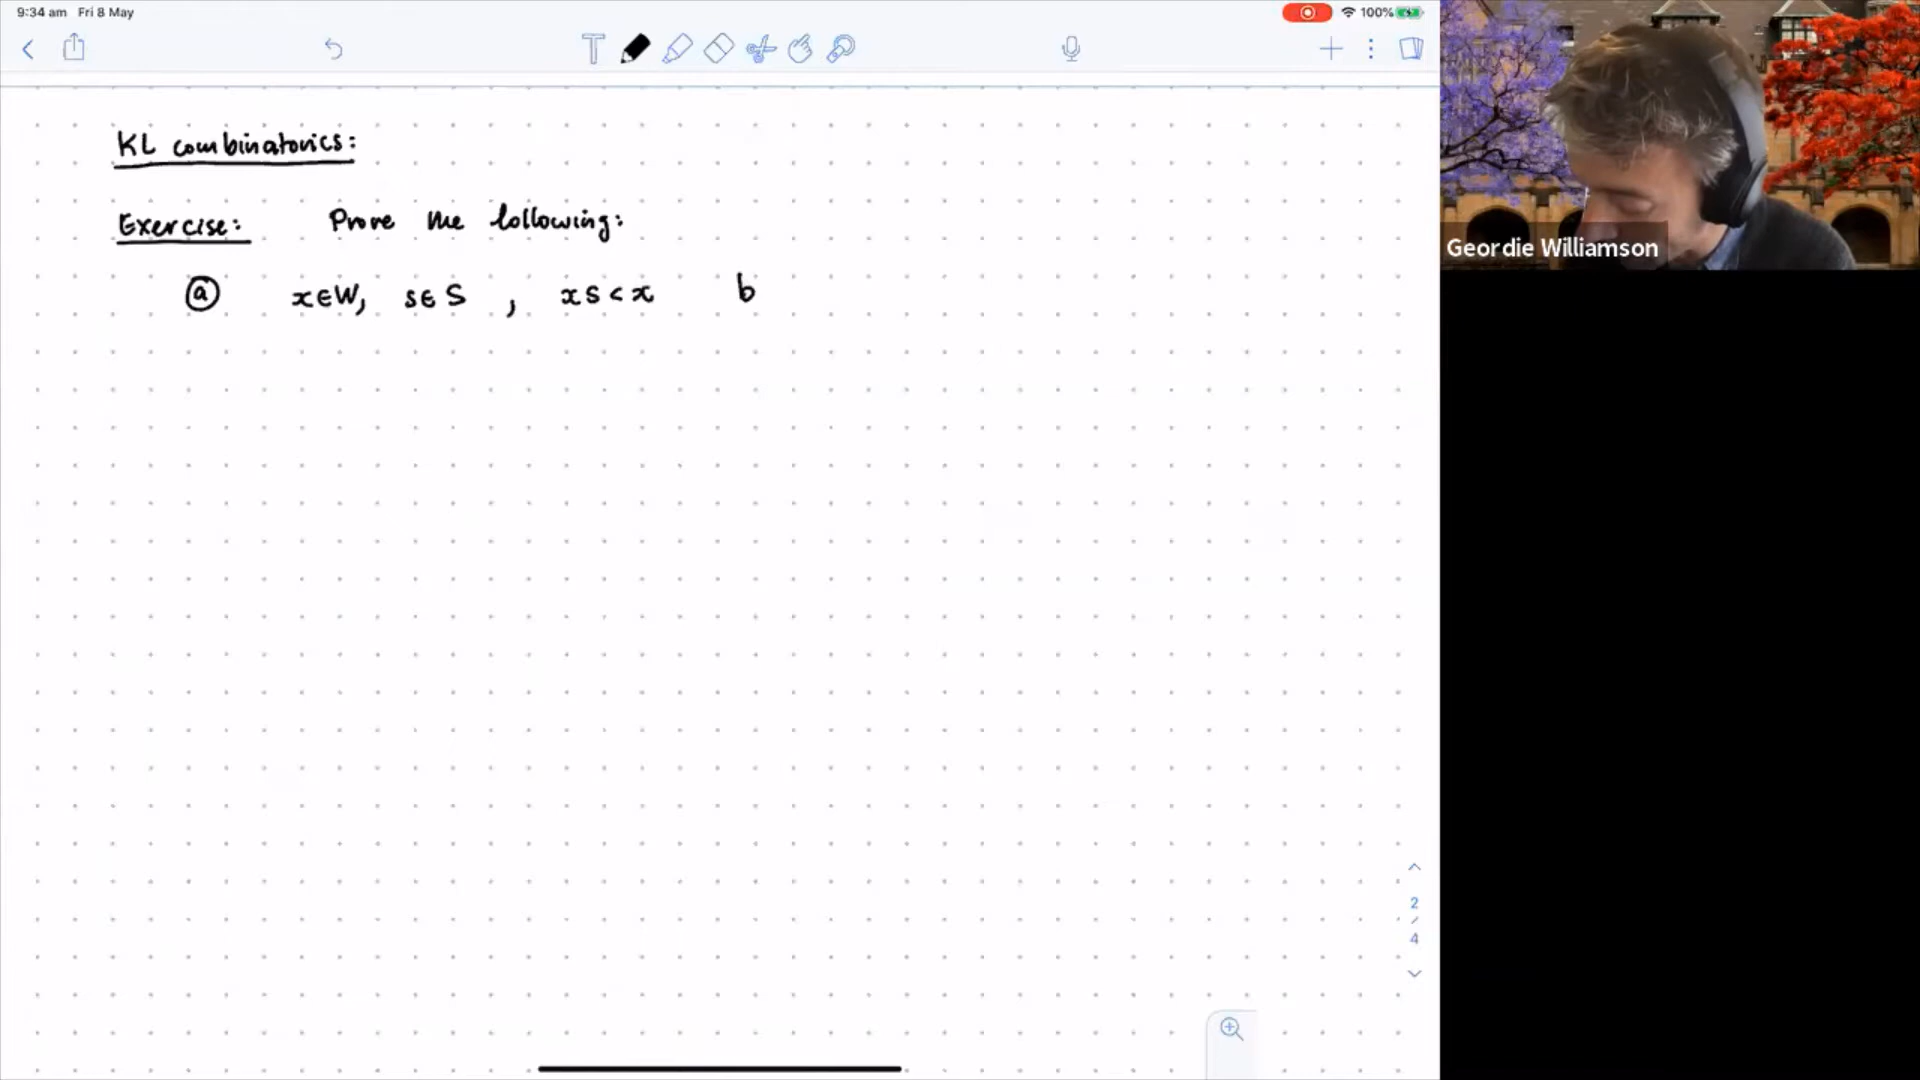 9:34 am Fri 8 May
100%
KL combinatorics:
Exercise: Prove the following:
ⓐ x∈W, s∈S , xs<x b
Geordie Williamson
2
/
4